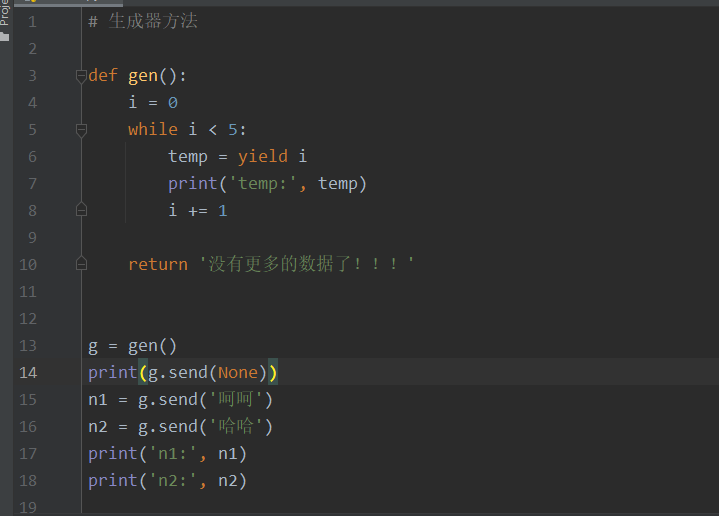 Proje
1 # 生成器方法
2
3 def gen():
4     i = 0
5     while i < 5:
6         temp = yield i
7         print('temp:', temp)
8         i += 1
9
10     return '没有更多的数据了！！！'
11
12
13 g = gen()
14 print(g.send(None))
15 n1 = g.send('呵呵')
16 n2 = g.send('哈哈')
17 print('n1:', n1)
18 print('n2:', n2)
19